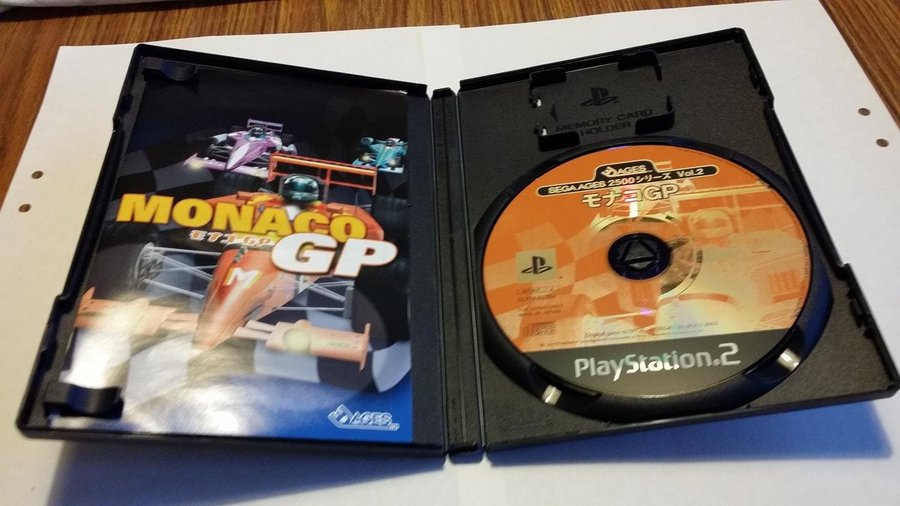 MONACO
モナコGP
GP
M
AGES
MEMORY CARD
HOLDER
AGES
SEGA AGES 2500シリーズ Vol.2
モナコGP
PlayStation.2